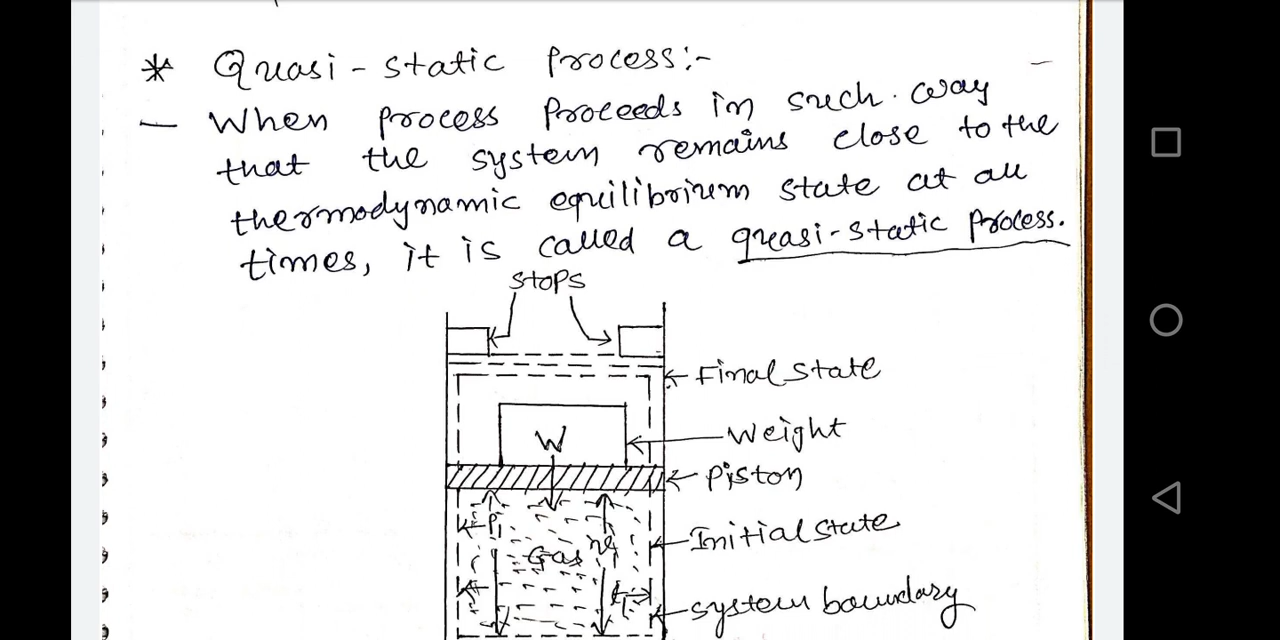 * Quasi-static Process:-
— When process Proceeds in such way
that the system remains close to the
thermodynamic equilibrium state at all
times, it is called a quasi-static Process.
Stops
Final State
Weight
W
Piston
P1
Initial State
Gas
System boundary